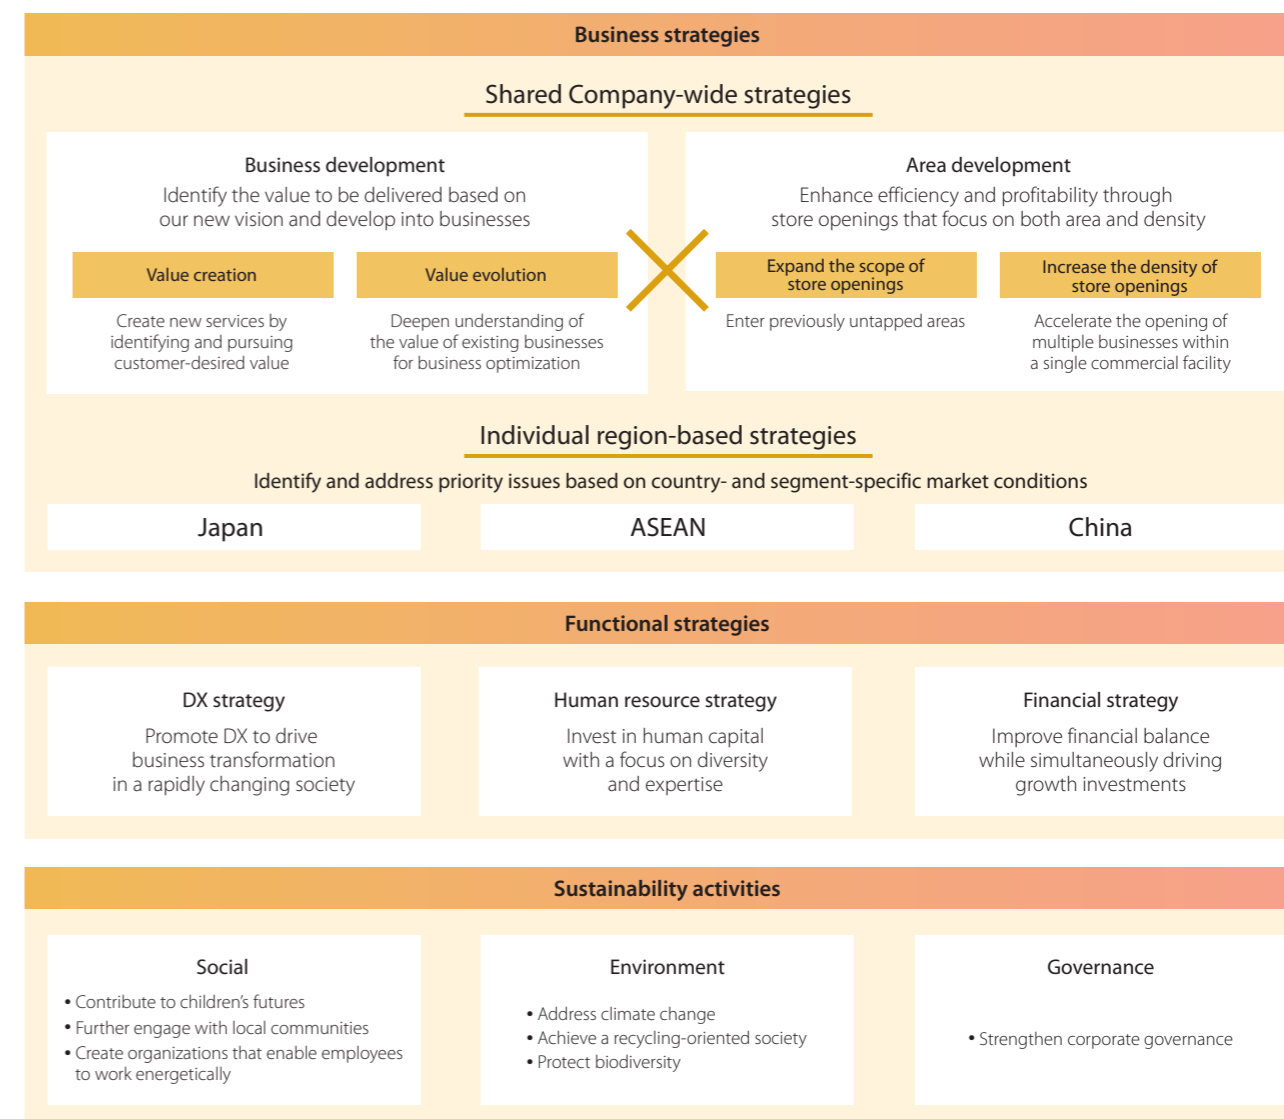 Business strategies
Shared Company-wide strategies
Business development
Identify the value to be delivered based on
our new vision and develop into businesses
Value creation
Create new services by
identifying and pursuing
customer-desired value
Value evolution
Deepen understanding of
the value of existing businesses
for business optimization
Area development
Enhance efficiency and profitability through
store openings that focus on both area and density
Expand the scope of
store openings
Enter previously untapped areas
Increase the density of
store openings
Accelerate the opening of
multiple businesses within
a single commercial facility
Individual region-based strategies
Identify and address priority issues based on country- and segment-specific market conditions
Japan
ASEAN
China
Functional strategies
DX strategy
Promote DX to drive
business transformation
in a rapidly changing society
Human resource strategy
Invest in human capital
with a focus on diversity
and expertise
Financial strategy
Improve financial balance
while simultaneously driving
growth investments
Sustainability activities
Social
• Contribute to children’s futures
• Further engage with local communities
• Create organizations that enable employees
to work energetically
Environment
• Address climate change
• Achieve a recycling-oriented society
• Protect biodiversity
Governance
• Strengthen corporate governance